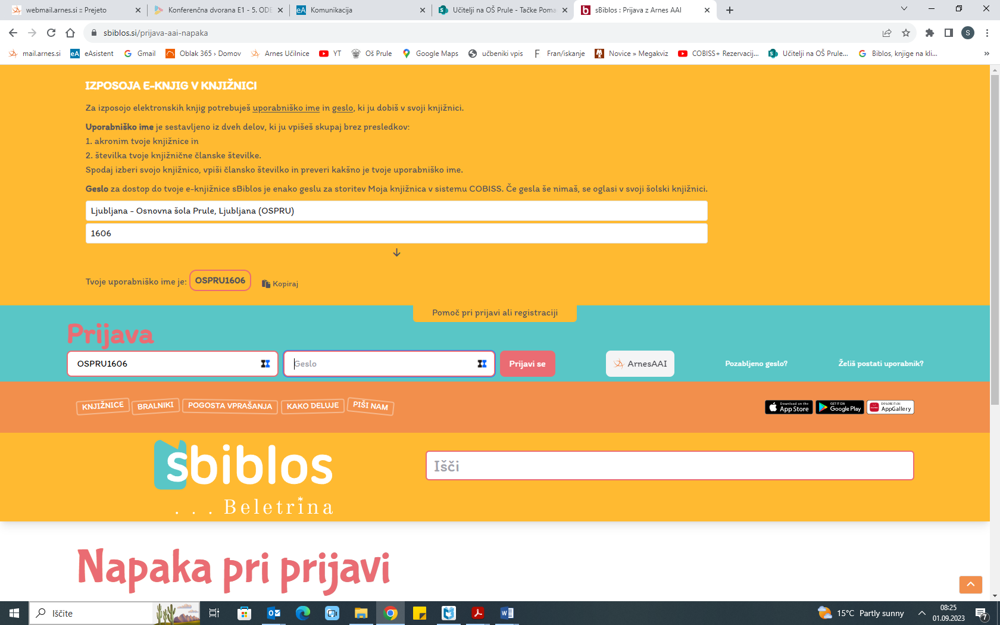 webmail.arnes.si :: Prejeto
Konferenčna dvorana E1 - 5. ODE
Komunikacija
Učitelji na OŠ Prule - Tačke Poma
sBiblos : Prijava z Arnes AAI
sbiblos.si/prijava-aai-napaka
S
mail.arnes.si
eAsistent
Gmail
Oblak 365 › Domov
Arnes Učilnice
YT
Oš Prule
Google Maps
učbeniki vpis
Fran/iskanje
Novice » Megakviz
COBISS+ Rezervacij...
Učitelji na OŠ Prule...
Biblos, knjige na kli...
»
IZPOSOJA E-KNJIG V KNJIŽNICI
Za izposojo elektronskih knjig potrebuješ uporabniško ime in geslo, ki ju dobiš v svoji knjižnici.
Uporabniško ime je sestavljeno iz dveh delov, ki ju vpišeš skupaj brez presledkov:
1. akronim tvoje knjižnice in
2. številka tvoje knjižnične članske številke.
Spodaj izberi svojo knjižnico, vpiši člansko številko in preveri kakšno je tvoje uporabniško ime.
Geslo za dostop do tvoje e-knjižnice sBiblos je enako geslu za storitev Moja knjižnica v sistemu COBISS. Če gesla še nimaš, se oglasi v svoji šolski knjižnici.
Ljubljana - Osnovna šola Prule, Ljubljana (OSPRU)
1606
Tvoje uporabniško ime je: OSPRU1606 Kopiraj
Pomoč pri prijavi ali registraciji
Prijava
OSPRU1606
Geslo
Prijavi se
ArnesAAI
Pozabljeno geslo?
Želiš postati uporabnik?
KNJIŽNICE
BRALNIKI
POGOSTA VPRAŠANJA
KAKO DELUJE
PIŠI NAM
Download on the
App Store
GET IT ON
Google Play
EXPLORE IT ON
AppGallery
sbiblos
. . . Beletrina
Išči
Napaka pri prijavi
Iščite
15°C Partly sunny
08:25
01.09.2023
7